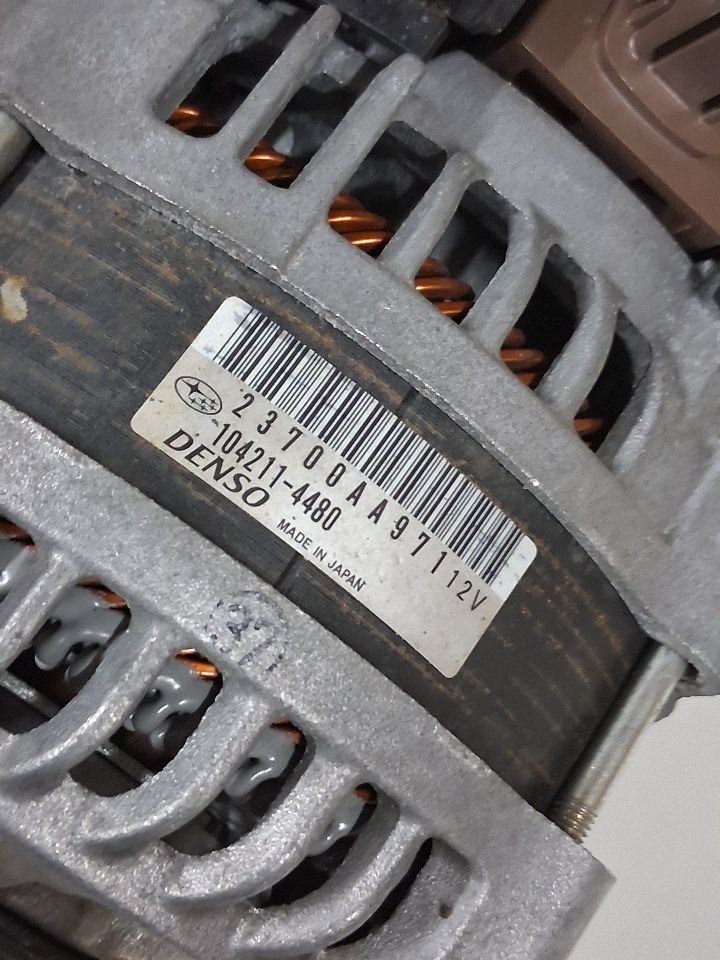 23700AA971 12V
104211-4480
DENSO
MADE IN JAPAN